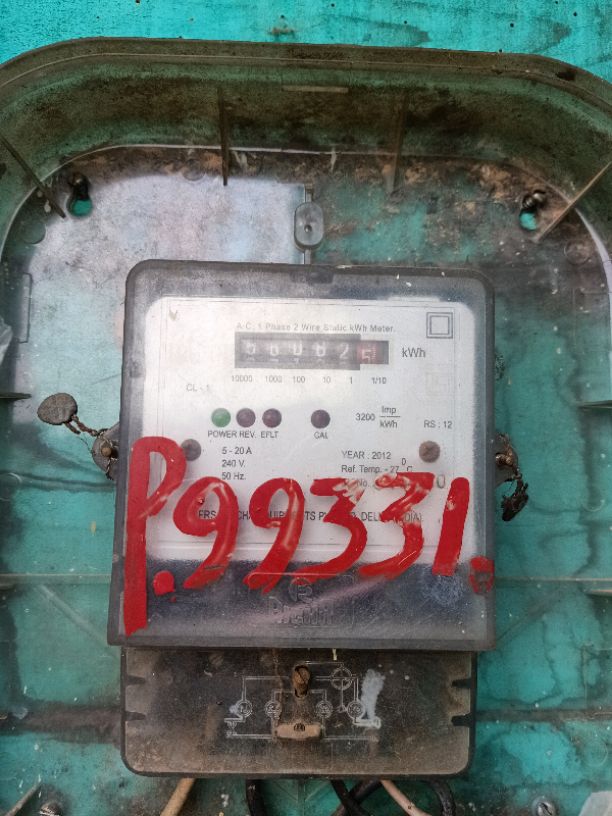 A.C. 1 Phase 2 Wire Static kWh Meter.
kWh
10000 1000 100 10 1 1/10
CL - 1
3200 Imp/kWh
RS : 12
POWER REV. EFLT CAL
5 - 20 A
240 V.
50 Hz.
YEAR : 2012
Ref. Temp. - 27 °C
P.99331.